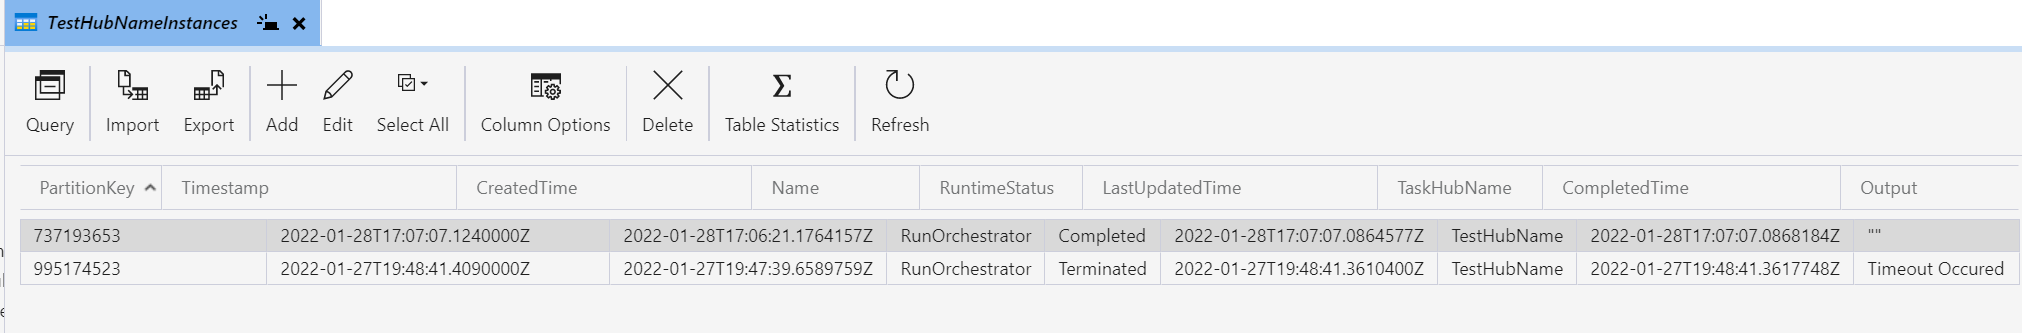 TestHubNameInstances
Query Import Export Add Edit Select All Column Options Delete Table Statistics Refresh
PartitionKey Timestamp CreatedTime Name RuntimeStatus LastUpdatedTime TaskHubName CompletedTime Output
737193653 2022-01-28T17:07:07.1240000Z 2022-01-28T17:06:21.1764157Z RunOrchestrator Completed 2022-01-28T17:07:07.0864577Z TestHubName 2022-01-28T17:07:07.0868184Z ""
995174523 2022-01-27T19:48:41.4090000Z 2022-01-27T19:47:39.6589759Z RunOrchestrator Terminated 2022-01-27T19:48:41.3610400Z TestHubName 2022-01-27T19:48:41.3617748Z Timeout Occured